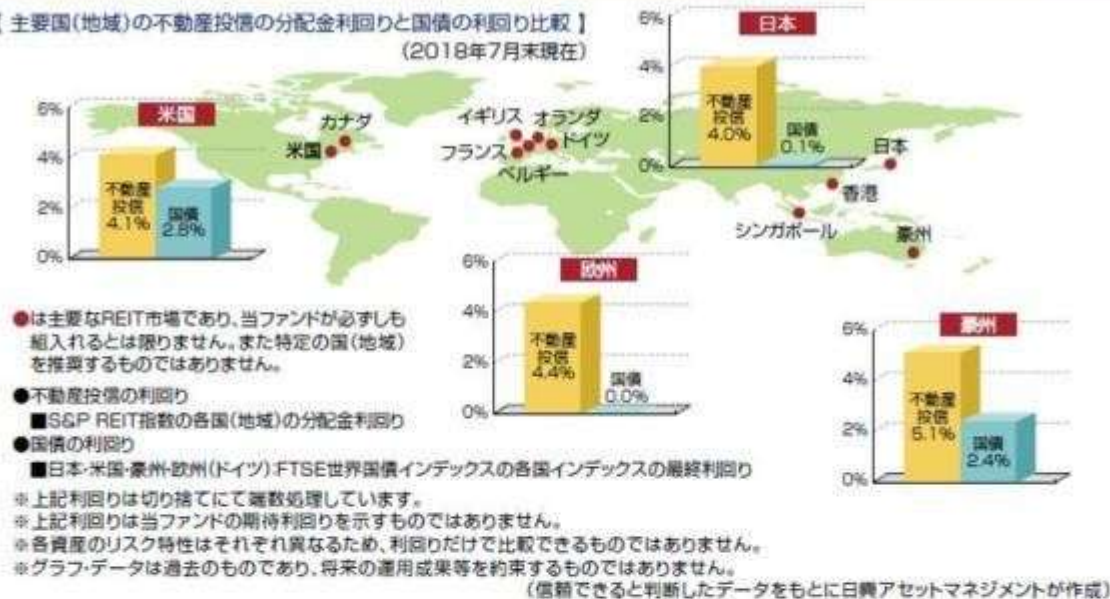 【 主要国(地域)の不動産投信の分配金利回りと国債の利回り比較 】
(2018年7月末現在)
米国
6%
4%
2%
0%
不動産
投信
4.1%
国債
2.8%
カナダ
米国
イギリス
オランダ
フランス
ドイツ
ベルギー
日本
6%
4%
2%
0%
不動産
投信
4.0%
国債
0.1%
日本
香港
シンガポール
豪州
欧州
6%
4%
2%
0%
不動産
投信
4.4%
国債
0.0%
豪州
6%
4%
2%
0%
不動産
投信
5.1%
国債
2.4%
●は主要なREIT市場であり、当ファンドが必ずしも
組入れるとは限りません。また特定の国(地域)
を推奨するものではありません。
●不動産投信の利回り
■S&P REIT指数の各国(地域)の分配金利回り
●国債の利回り
■日本・米国・豪州・欧州(ドイツ):FTSE世界国債インデックスの各国インデックスの最終利回り
※上記利回りは切り捨てにて端数処理しています。
※上記利回りは当ファンドの期待利回りを示すものではありません。
※各資産のリスク特性はそれぞれ異なるため、利回りだけで比較できるものではありません。
※グラフ・データは過去のものであり、将来の運用成果等を約束するものではありません。
(信頼できると判断したデータをもとに日興アセットマネジメントが作成)